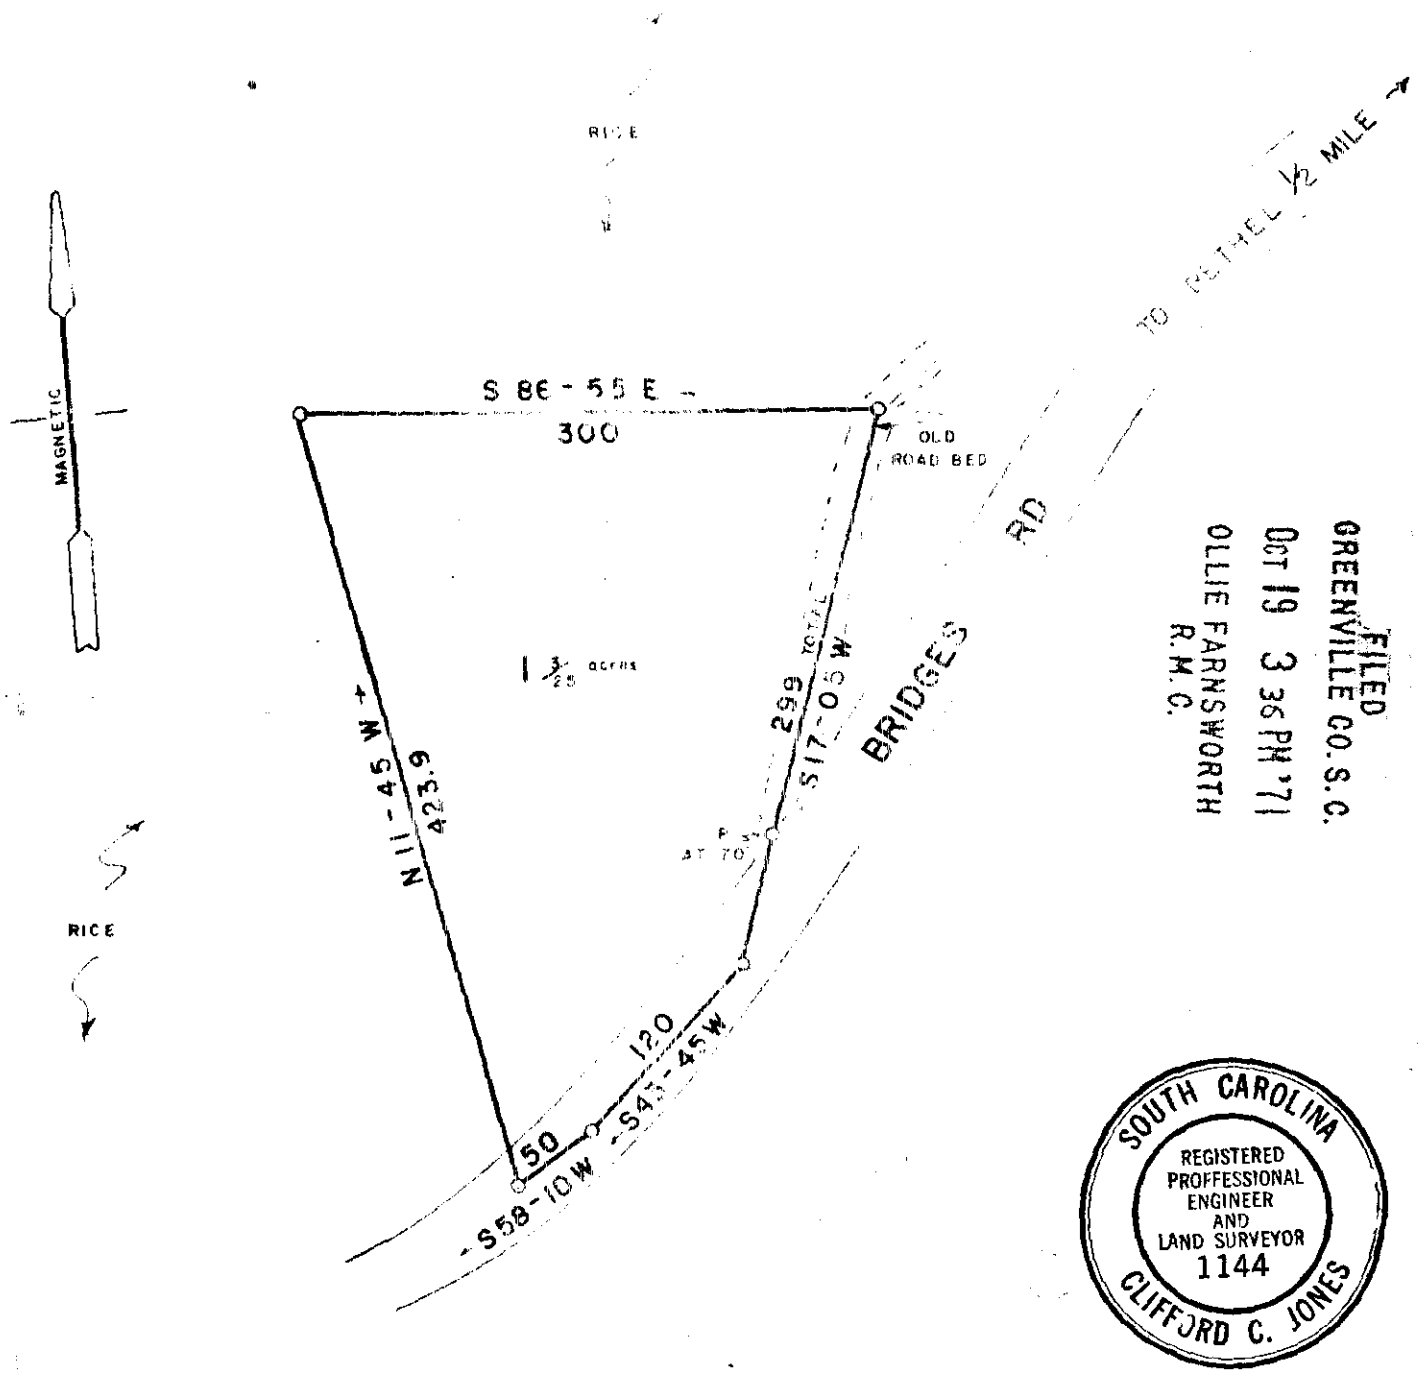 RICE
TO BETHEL 1/2 MILE
MAGNETIC
S 86-55 E
300
OLD
ROAD BED
RD
BRIDGES
299 TOTAL
S17-05 W
1 3/25 acres
N 11-45 W
423.9
AT 70
RICE
120
S43-45W
50
S58-10W
FILED
GREENVILLE CO. S. C.
OCT 19 3 36 PM '71
OLLIE FARNSWORTH
R. M. C.
SOUTH CAROLINA
REGISTERED
PROFFESSIONAL
ENGINEER
AND
LAND SURVEYOR
1144
CLIFFORD C. JONES